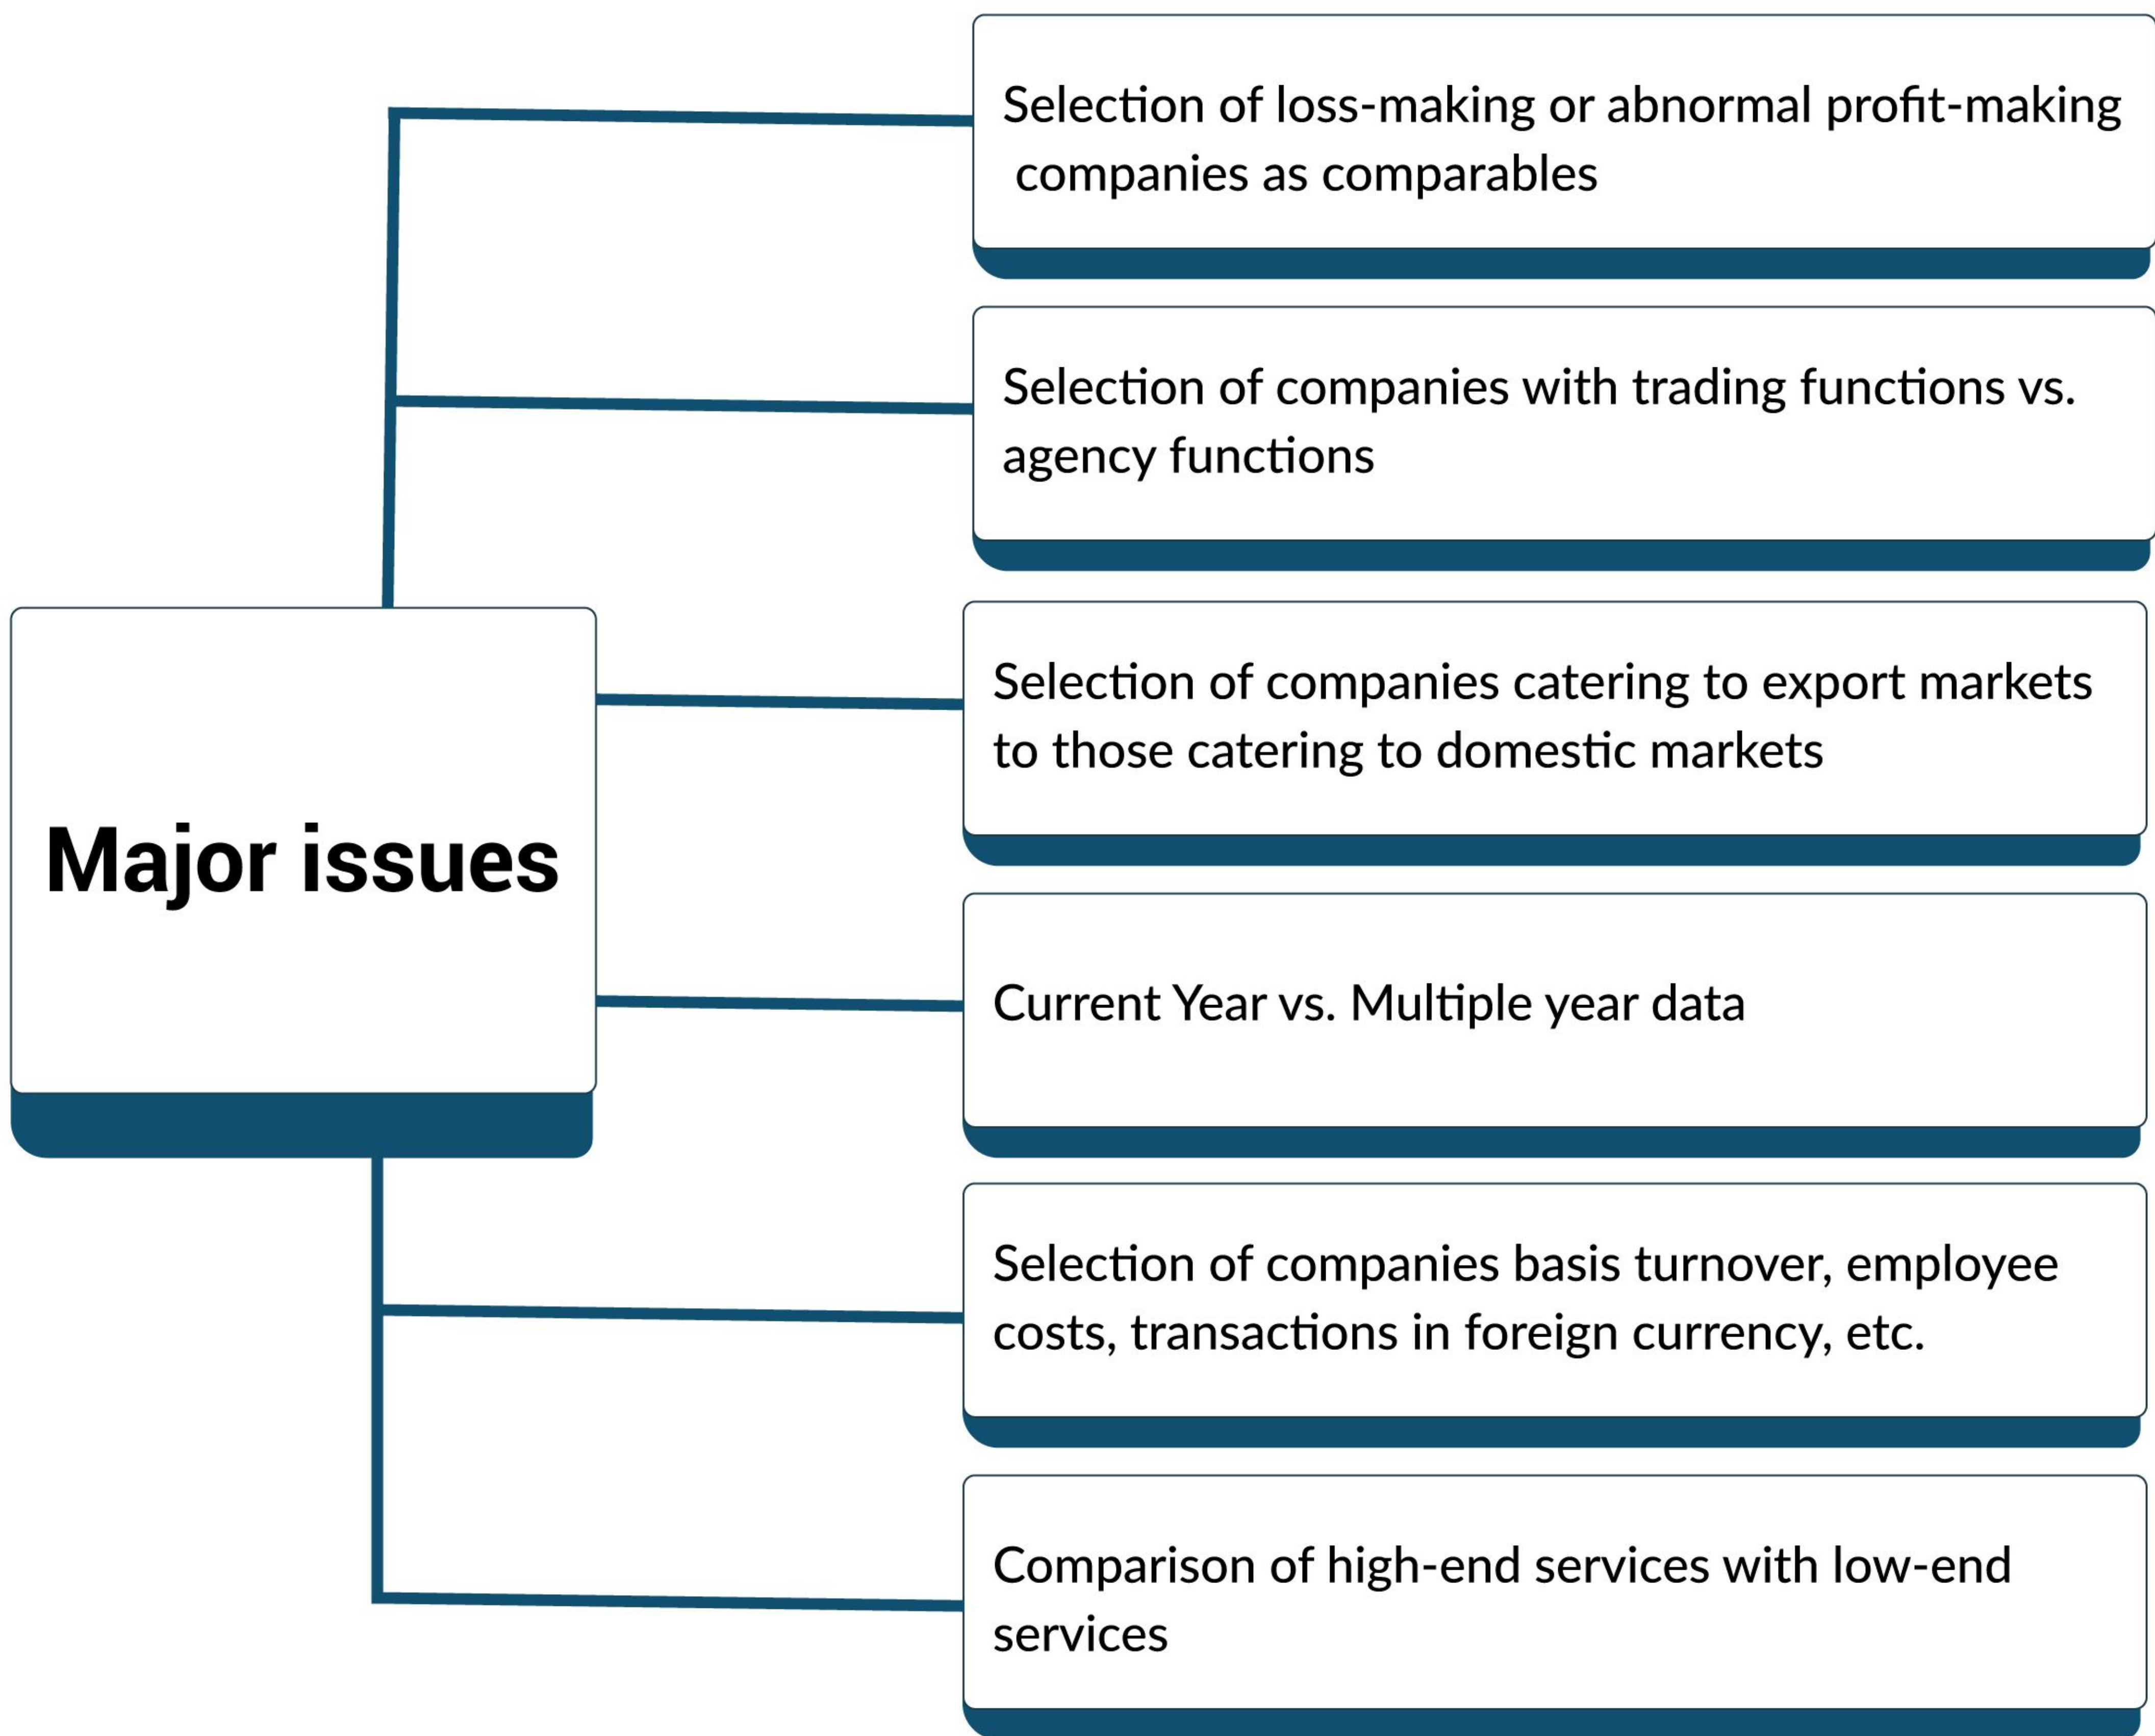 Selection of loss-making or abnormal profit-making
companies as comparables
Selection of companies with trading functions vs.
agency functions
Selection of companies catering to export markets
to those catering to domestic markets
Major issues
Current Year vs. Multiple year data
Selection of companies basis turnover, employee
costs, transactions in foreign currency, etc.
Comparison of high-end services with low-end
services